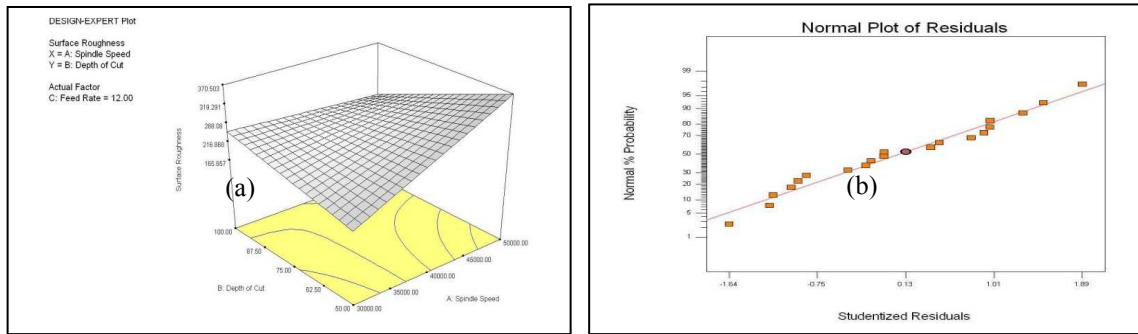 DESIGN-EXPERT Plot
Surface Roughness
X = A: Spindle Speed
Y = B: Depth of Cut
Actual Factor
C: Feed Rate = 12.00
370.503
319.291
268.08
216.868
165.657
Surface Roughness
(a)
100.00
87.50
75.00
62.50
50.00
B: Depth of Cut
30000.00
35000.00
40000.00
45000.00
50000.00
A: Spindle Speed
Normal Plot of Residuals
Normal % Probability
99
95
90
80
70
50
30
20
10
5
1
(b)
-1.64
-0.75
0.13
1.01
1.89
Studentized Residuals